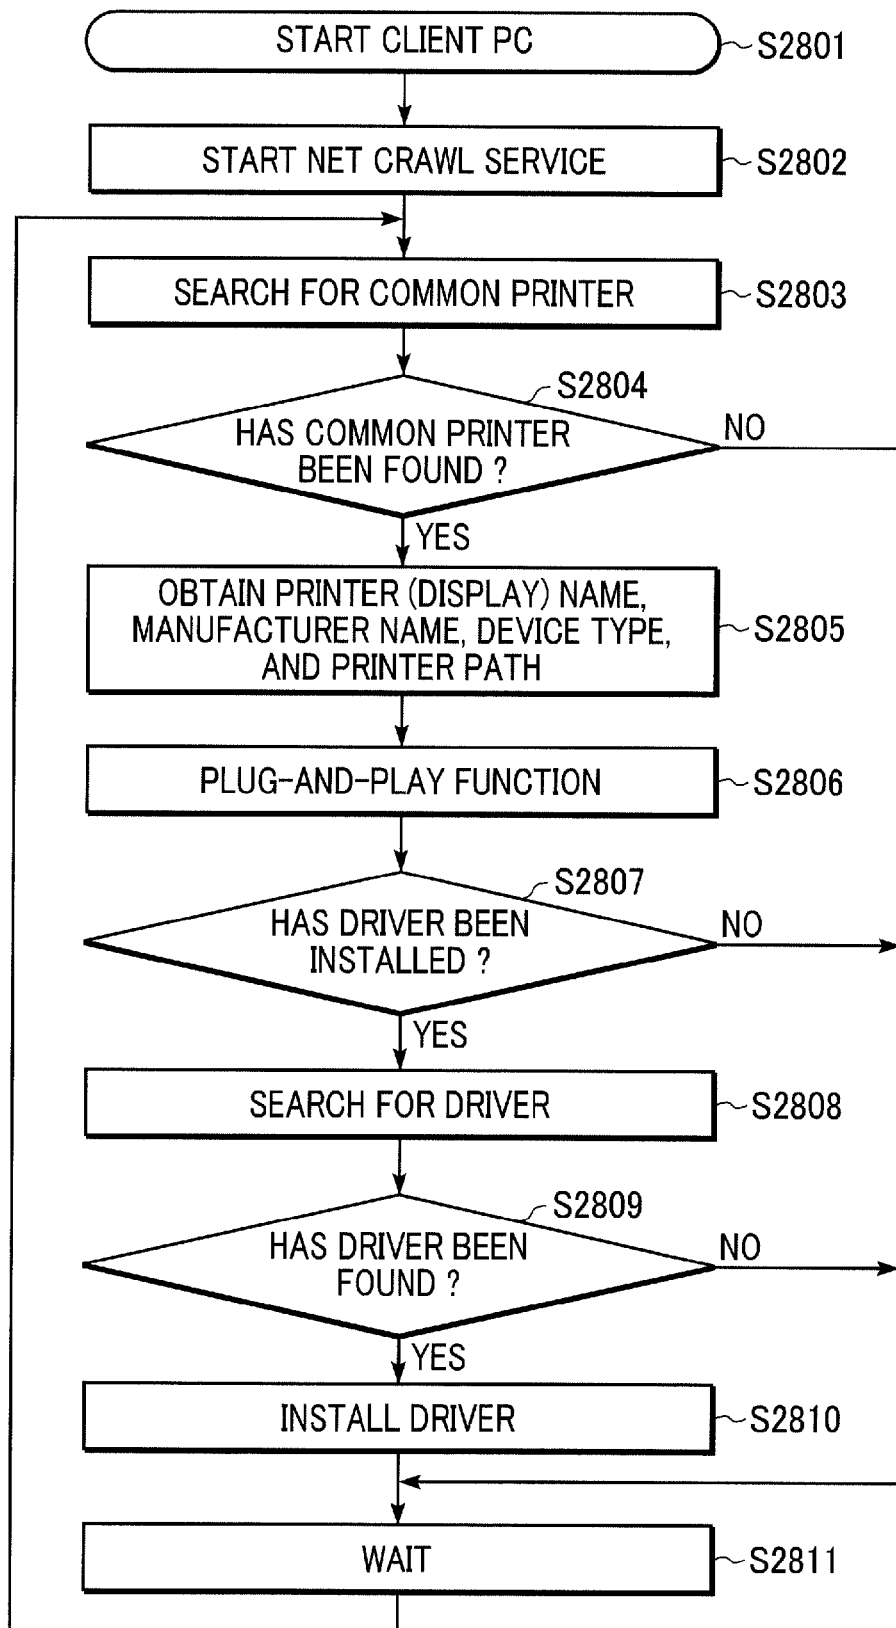 START CLIENT PC
S2801
START NET CRAWL SERVICE
S2802
SEARCH FOR COMMON PRINTER
S2803
S2804
HAS COMMON PRINTER
BEEN FOUND ?
NO
YES
OBTAIN PRINTER (DISPLAY) NAME,
MANUFACTURER NAME, DEVICE TYPE,
AND PRINTER PATH
S2805
PLUG-AND-PLAY FUNCTION
S2806
S2807
HAS DRIVER BEEN
INSTALLED ?
NO
YES
SEARCH FOR DRIVER
S2808
S2809
HAS DRIVER BEEN
FOUND ?
NO
YES
INSTALL DRIVER
S2810
WAIT
S2811